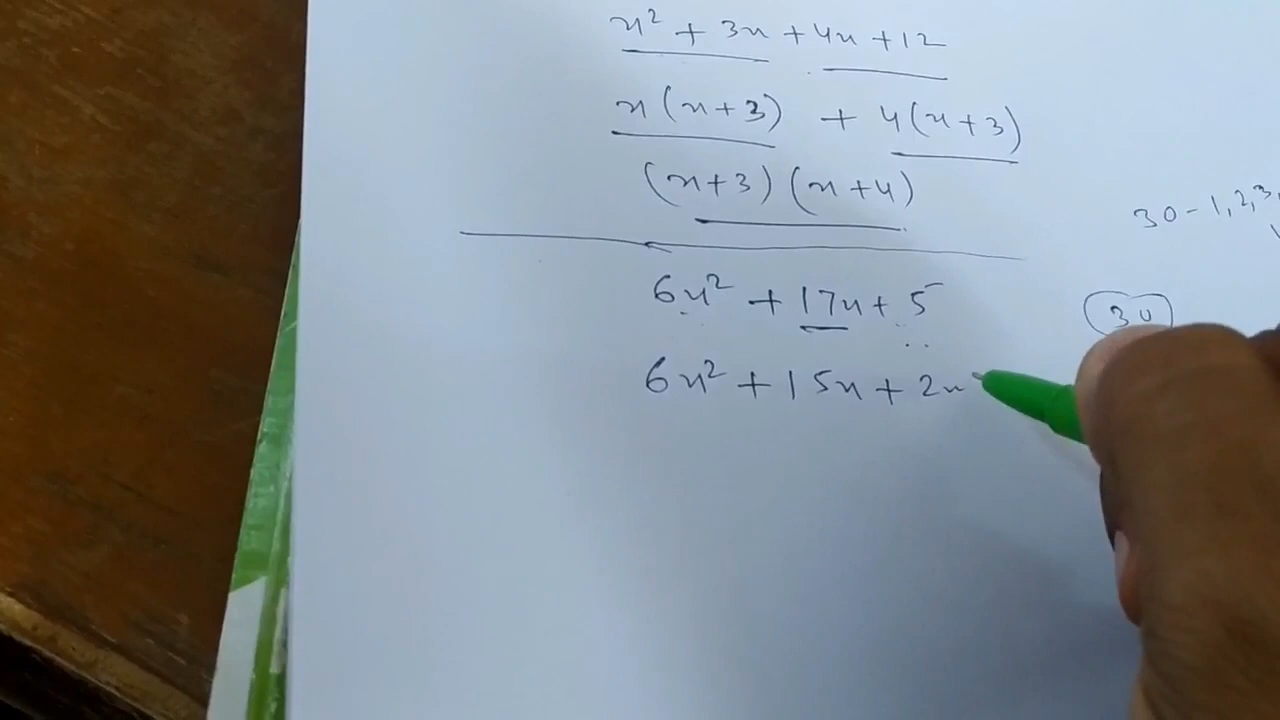 x² + 3x + 4x + 12
x(x+3) + 4(x+3)
(x+3)(x+4)
30 - 1, 2, 3,
6x² + 17x + 5
30
6x² + 15x + 2x